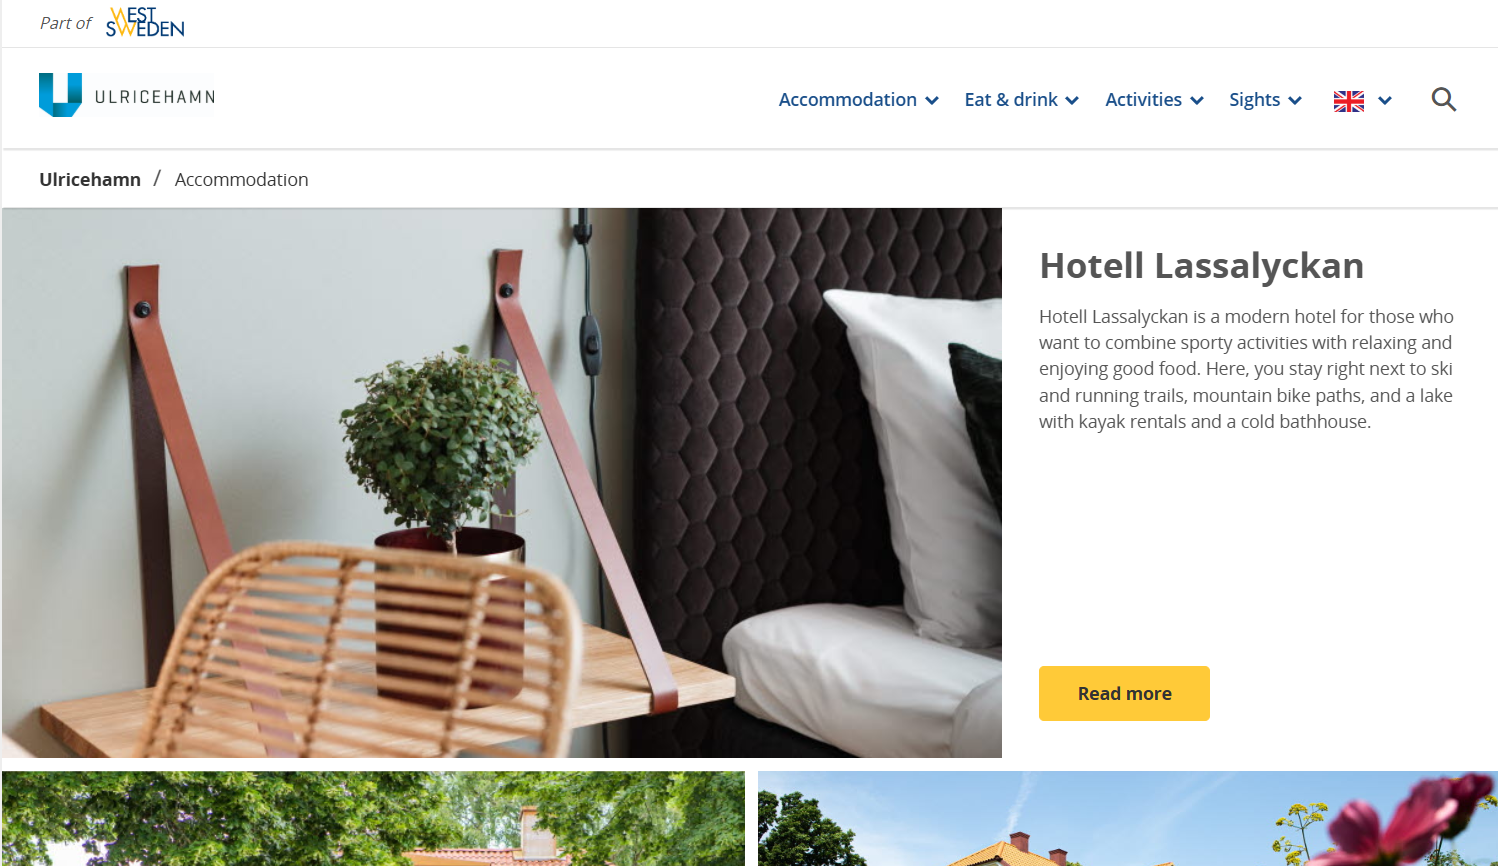 Part of WEST SWEDEN
ULRICEHAMN
Accommodation Eat & drink Activities Sights
Ulricehamn / Accommodation
Hotell Lassalyckan
Hotell Lassalyckan is a modern hotel for those who
want to combine sporty activities with relaxing and
enjoying good food. Here, you stay right next to ski
and running trails, mountain bike paths, and a lake
with kayak rentals and a cold bathhouse.
Read more